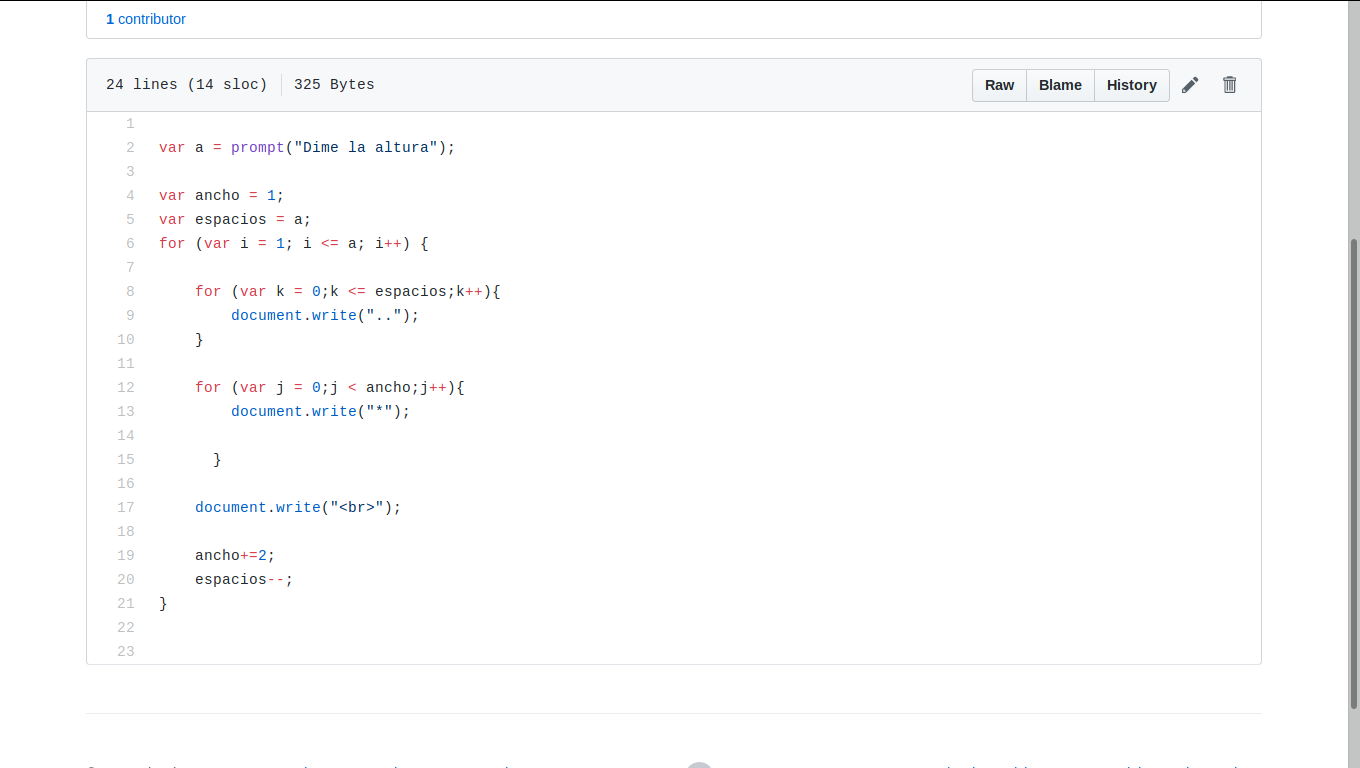 1 contributor
24 lines (14 sloc) 325 Bytes Raw Blame History
1
2 var a = prompt("Dime la altura");
3
4 var ancho = 1;
5 var espacios = a;
6 for (var i = 1; i <= a; i++) {
7
8     for (var k = 0;k <= espacios;k++){
9         document.write("..");
10     }
11
12     for (var j = 0;j < ancho;j++){
13         document.write("*");
14
15       }
16
17     document.write("<br>");
18
19     ancho+=2;
20     espacios--;
21 }
22
23